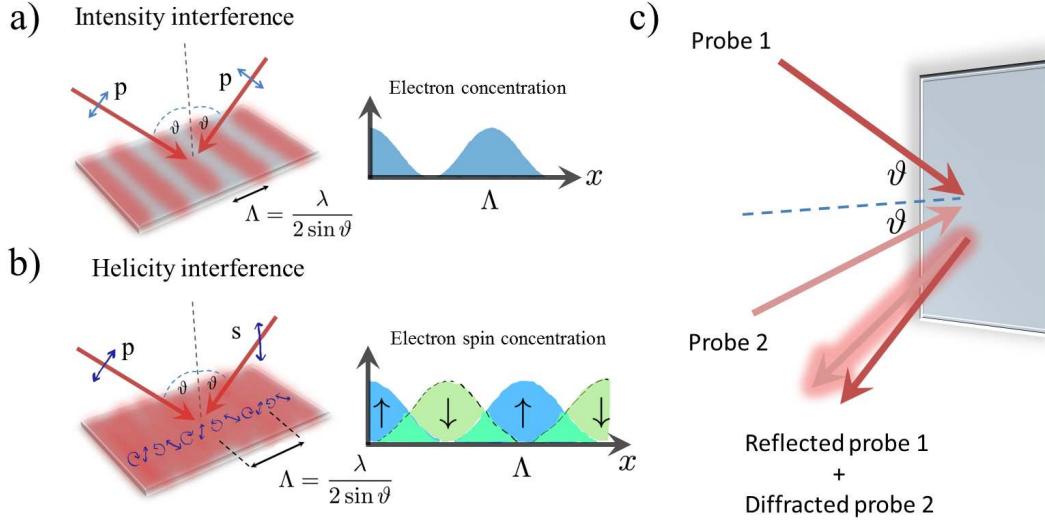 a)
Intensity interference
p
p
ϑ
ϑ
Λ = λ / 2 sin ϑ
Electron concentration
Λ
x
b)
Helicity interference
p
s
ϑ
ϑ
Λ = λ / 2 sin ϑ
Electron spin concentration
↑ ↓ ↑ ↓
Λ
x
c)
Probe 1
ϑ
ϑ
Probe 2
Reflected probe 1
+
Diffracted probe 2